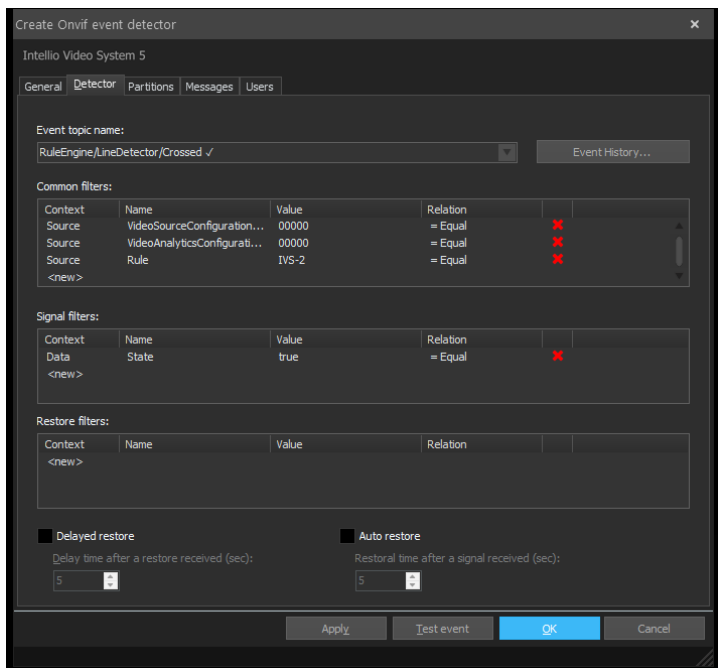 Create Onvif event detector
Intellio Video System 5
General Detector Partitions Messages Users
Event topic name:
RuleEngine/LineDetector/Crossed ✓ Event History...
Common filters:
Context Name Value Relation
Source VideoSourceConfiguration... 00000 = Equal
Source VideoAnalyticsConfigurati... 00000 = Equal
Source Rule IVS-2 = Equal
<new>
Signal filters:
Context Name Value Relation
Data State true = Equal
<new>
Restore filters:
Context Name Value Relation
<new>
Delayed restore Auto restore
Delay time after a restore received (sec): Restoral time after a signal received (sec):
5 5
Apply Test event OK Cancel